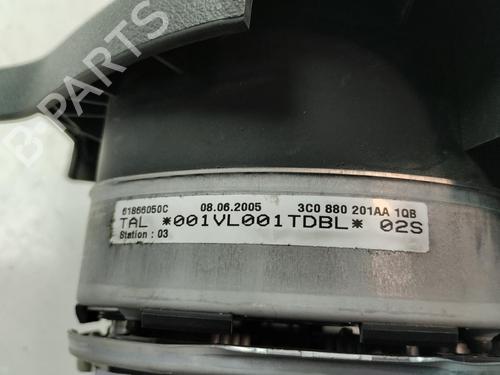 B-PARTS
61866050C 08.06.2005 3C0 880 201AA 1QB
TAL *001VL001TDBL* 02S
Station : 03